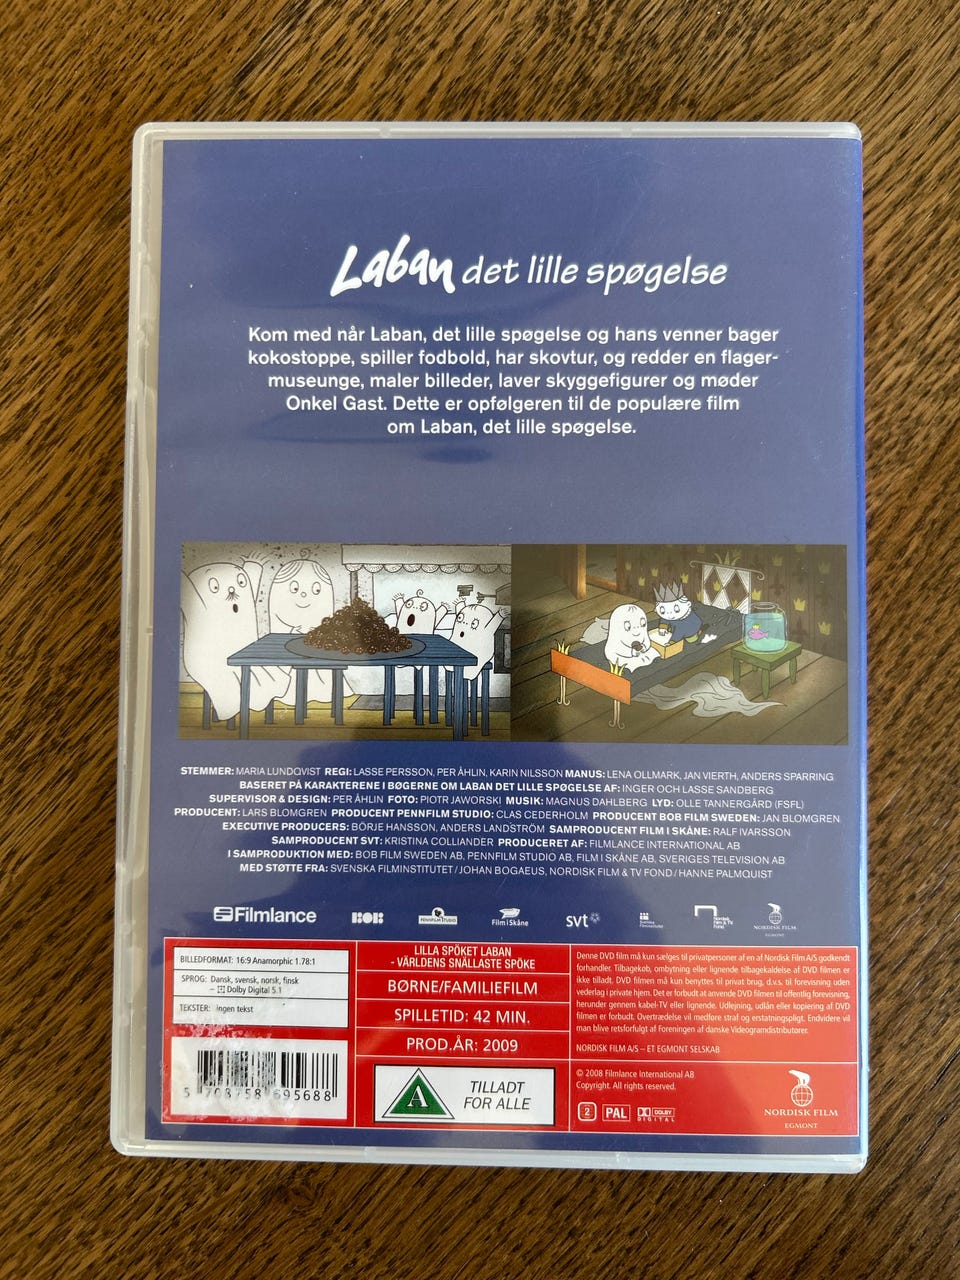 Laban det lille spøgelse
Kom med når Laban, det lille spøgelse og hans venner bager
kokostoppe, spiller fodbold, har skovtur, og redder en flager-
museunge, maler billeder, laver skyggefigurer og møder
Onkel Gast. Dette er opfølgeren til de populære film
om Laban, det lille spøgelse.
STEMMER: MARIA LUNDQVIST REGI: LASSE PERSSON, PER ÅHLIN, KARIN NILSSON MANUS: LENA OLLMARK, JAN VIERTH, ANDERS SPARRING
BASERET PÅ KARAKTERENE I BØGERNE OM LABAN DET LILLE SPØGELSE AF: INGER OCH LASSE SANDBERG
SUPERVISOR & DESIGN: PER ÅHLIN FOTO: PIOTR JAWORSKI MUSIK: MAGNUS DAHLBERG LYD: OLLE TANNERGÅRD (FSFL)
PRODUCENT: LARS BLOMGREN PRODUCENT PENNFILM STUDIO: CLAS CEDERHOLM PRODUCENT BOB FILM SWEDEN: JAN BLOMGREN
EXECUTIVE PRODUCERS: BÖRJE HANSSON, ANDERS LANDSTRÖM SAMPRODUCENT FILM I SKÅNE: RALF IVARSSON
SAMPRODUCENT SVT: KRISTINA COLLIANDER PRODUCERET AF: FILMLANCE INTERNATIONAL AB
I SAMPRODUKTION MED: BOB FILM SWEDEN AB, PENNFILM STUDIO AB, FILM I SKÅNE AB, SVERIGES TELEVISION AB
MED STØTTE FRA: SVENSKA FILMINSTITUTET / JOHAN BOGAEUS, NORDISK FILM & TV FOND / HANNE PALMQUIST
Filmlance BOB PENNFILM STUDIO Film i Skåne svt Svenska Filminstitutet Nordisk Film & TV Fond NORDISK FILM EGMONT
BILLEDFORMAT: 16:9 Anamorphic 1.78:1
SPROG: Dansk, svensk, norsk, finsk
– Dolby Digital 5.1
TEKSTER: Ingen tekst
5 708758 695688
LILLA SPÖKET LABAN
- VÄRLDENS SNÄLLASTE SPÖKE
BØRNE/FAMILIEFILM
SPILLETID: 42 MIN.
PROD.ÅR: 2009
A
TILLADT
FOR ALLE
Denne DVD film må kun sælges til privatpersoner af en af Nordisk Film A/S godkendt
forhandler. Tilbagekøb, ombytning eller lignende tilbagekaldelse af DVD filmen er
ikke tilladt. DVD filmen må kun benyttes til privat brug, d.v.s. til forevisning uden
vederlag i private hjem. Det er forbudt at anvende DVD filmen til offentlig forevisning,
herunder gennem kabel-TV eller lignende. Udlejning, udlån eller kopiering af DVD
filmen er forbudt. Overtrædelse vil medføre straf og erstatningspligt. Endvidere vil
man blive retsforfulgt af Foreningen af danske Videogramdistributører.
NORDISK FILM A/S – ET EGMONT SELSKAB
© 2008 Filmlance International AB
Copyright. All rights reserved.
2 PAL DOLBY DIGITAL
NORDISK FILM
EGMONT